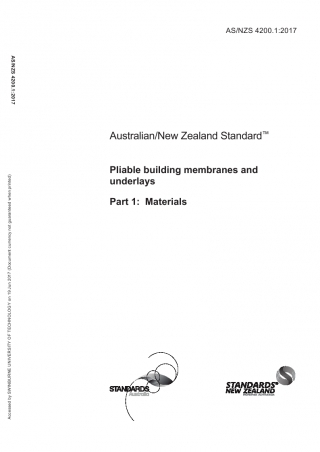 AS/NZS 4200.1:2017
AS/NZS 4200.1:2017
Australian/New Zealand Standard™
Pliable building membranes and
underlays
Part 1: Materials
Accessed by SWINBURNE UNIVERSITY OF TECHNOLOGY on 19 Jun 2017 (Document currency not guaranteed when printed)
STANDARDS
Australia
STANDARDS
NEW ZEALAND